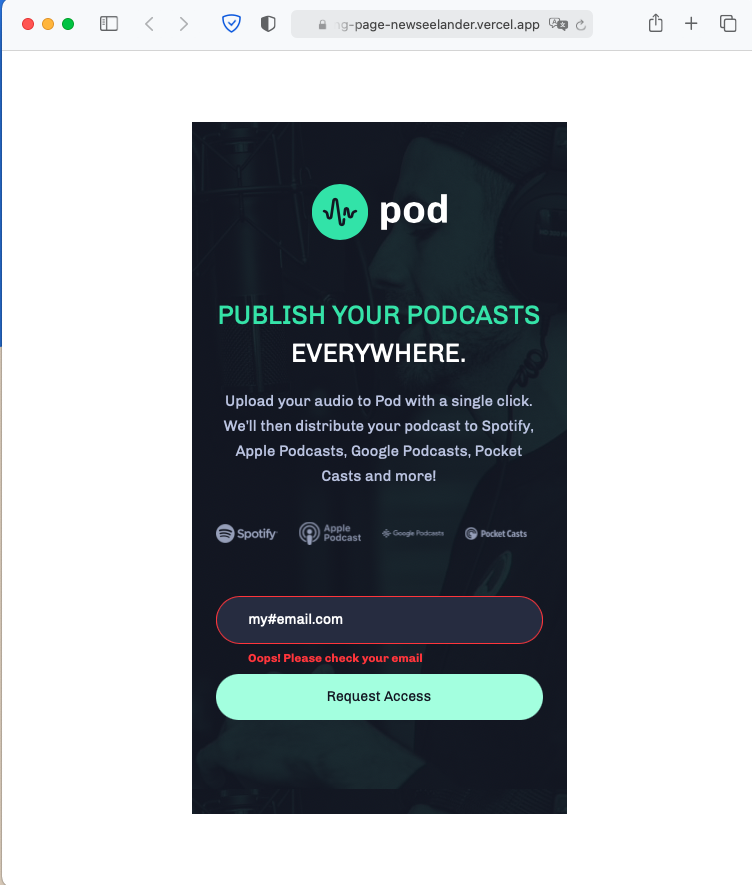 g-page-newseelander.vercel.app
pod
PUBLISH YOUR PODCASTS
EVERYWHERE.
Upload your audio to Pod with a single click.
We'll then distribute your podcast to Spotify,
Apple Podcasts, Google Podcasts, Pocket
Casts and more!
Spotify
Apple
Podcast
Google Podcasts
Pocket Casts
my#email.com
Oops! Please check your email
Request Access